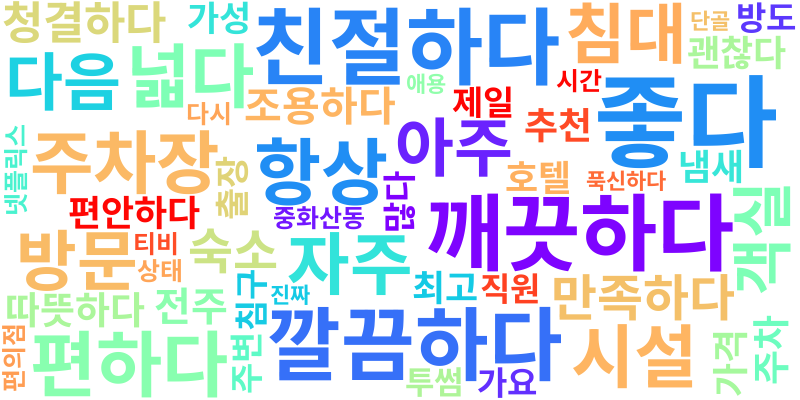 청결하다
가성
친절하다
침대
단골
방도
괜찮다
다음
넓다
애용
시간
다시
조용하다
제일
좋다
넷플릭스
주차장
출장
항상
아주
추천
냄새
호텔
푹신하다
편안하다
중화산동
많다
깨끗하다
객실
방문
티비
상태
숙소
자주
따뜻하다
전주
침구
진짜
최고
직원
만족하다
편의점
편하다
주변
깔끔하다
투썸
가요
시설
가격
주차